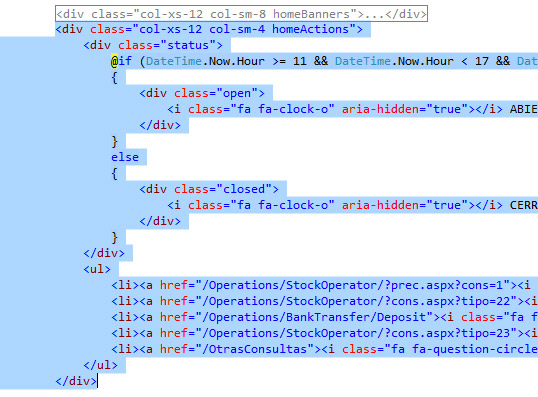 <div class="col-xs-12 col-sm-8 homeBanners">...</div>
<div class="col-xs-12 col-sm-4 homeActions">
<div class="status">
@if (DateTime.Now.Hour >= 11 && DateTime.Now.Hour < 17 && Dat
{
<div class="open">
<i class="fa fa-clock-o" aria-hidden="true"></i> ABIE
</div>
}
else
{
<div class="closed">
<i class="fa fa-clock-o" aria-hidden="true"></i> CERR
</div>
}
</div>
<ul>
<li><a href="/Operations/StockOperator/?prec.aspx?cons=1"><i
<li><a href="/Operations/StockOperator/?cons.aspx?tipo=22"><i
<li><a href="/Operations/BankTransfer/Deposit"><i class="fa f
<li><a href="/Operations/StockOperator/?cons.aspx?tipo=23"><i
<li><a href="/OtrasConsultas"><i class="fa fa-question-circle
</ul>
</div>